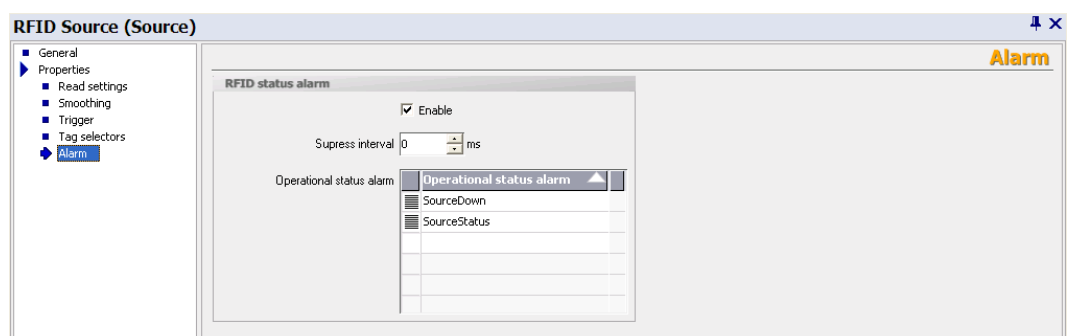 RFID Source (Source)
General
Properties
Read settings
Smoothing
Trigger
Tag selectors
Alarm
Alarm
RFID status alarm
Enable
Supress interval 0 ms
Operational status alarm Operational status alarm
SourceDown
SourceStatus